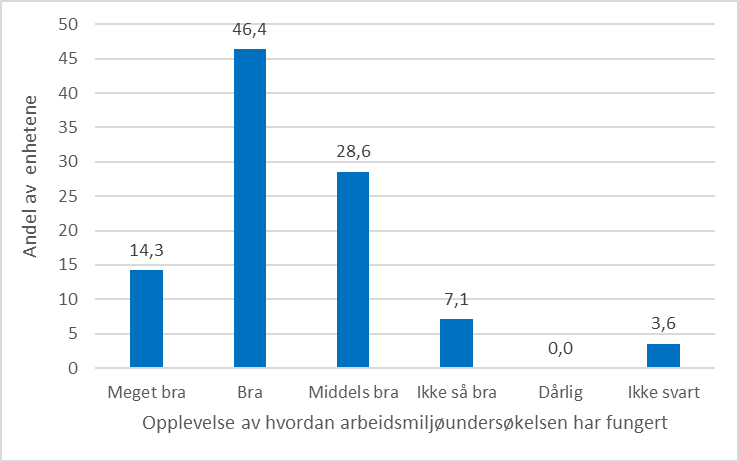 Andel av enhetene
50
45
40
35
30
25
20
15
10
5
0
14,3
46,4
28,6
7,1
0,0
3,6
Meget bra
Bra
Middels bra
Ikke så bra
Dårlig
Ikke svart
Opplevelse av hvordan arbeidsmiljøundersøkelsen har fungert